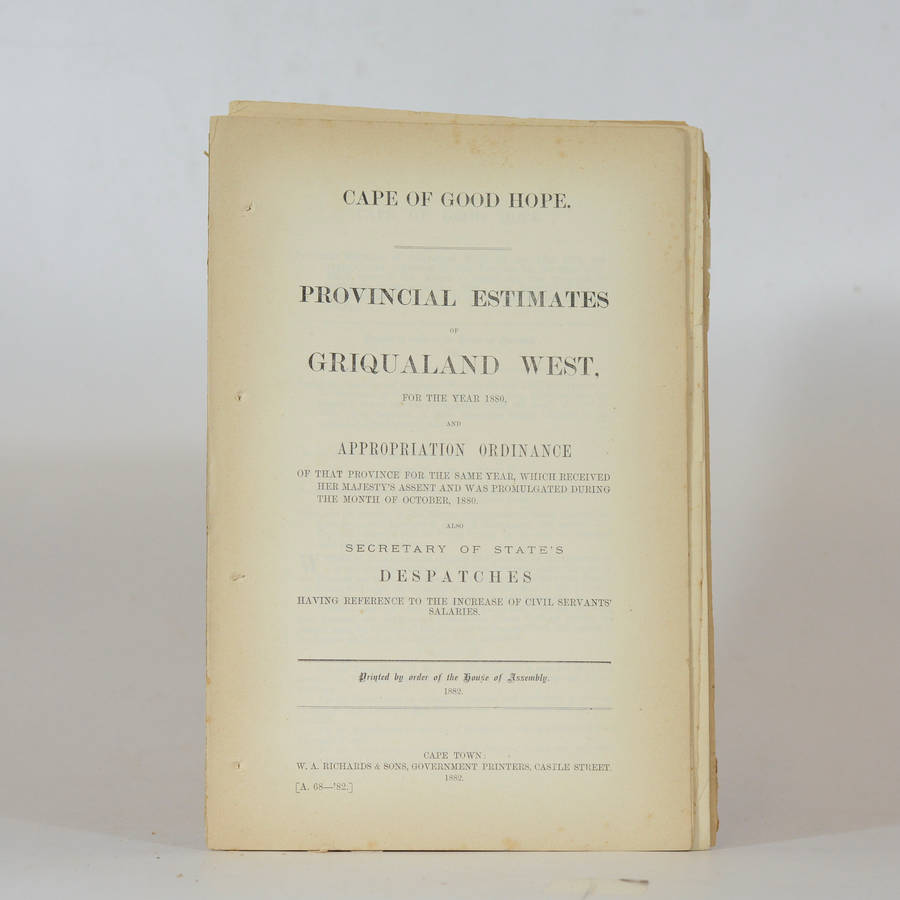 CAPE OF GOOD HOPE.
PROVINCIAL ESTIMATES
OF
GRIQUALAND WEST,
FOR THE YEAR 1880,
AND
APPROPRIATION ORDINANCE
OF THAT PROVINCE FOR THE SAME YEAR, WHICH RECEIVED
HER MAJESTY'S ASSENT AND WAS PROMULGATED DURING
THE MONTH OF OCTOBER, 1880.
ALSO
SECRETARY OF STATE'S
DESPATCHES
HAVING REFERENCE TO THE INCREASE OF CIVIL SERVANTS'
SALARIES.
Printed by order of the House of Assembly.
1882.
CAPE TOWN:
W. A. RICHARDS & SONS, GOVERNMENT PRINTERS, CASTLE STREET.
1882.
[A. 68—'82.]